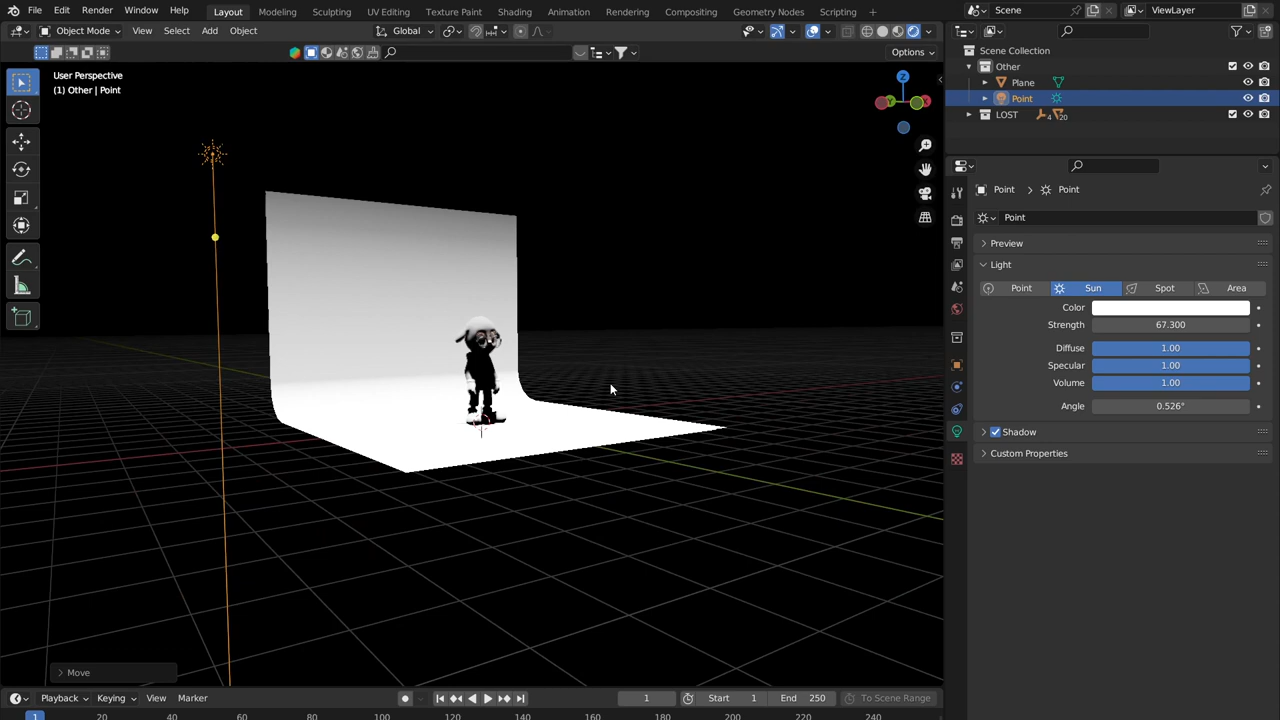 File Edit Render Window Help Layout Modeling Sculpting UV Editing Texture Paint Shading Animation Rendering Compositing Geometry Nodes Scripting + Scene ViewLayer
Object Mode View Select Add Object Global
Options
User Perspective
(1) Other | Point
Z
Y
X
Move
Playback Keying View Marker 1 Start 1 End 250 To Scene Range
1 20 40 60 80 100 120 140 160 180 200 220 240
Scene Collection
Other
Plane
Point
LOST 4 20
Point > Point
Point
Preview
Light
Point Sun Spot Area
Color
Strength 67.300
Diffuse 1.00
Specular 1.00
Volume 1.00
Angle 0.526°
Shadow
Custom Properties